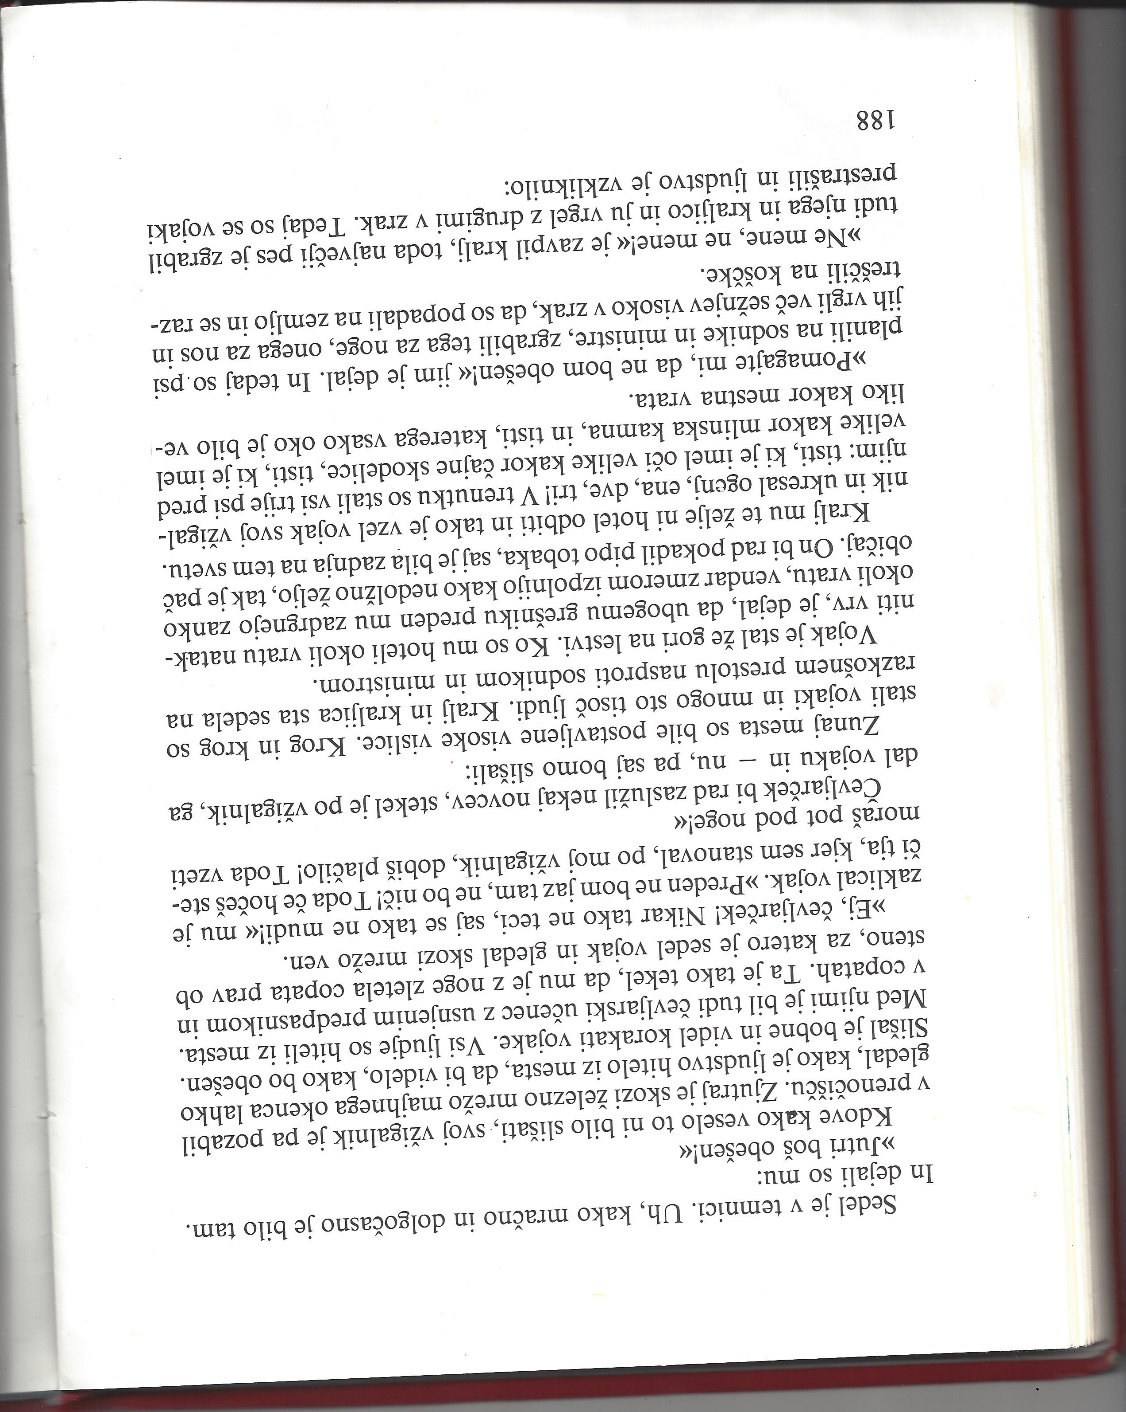 Sedel je v temnici. Uh, kako mračno in dolgočasno je bilo tam.
In dejali so mu:
»Jutri boš obešen!«
Kdove kako veselo to ni bilo slišati, svoj vžigalnik je pa pozabil
v prenočišču. Zjutraj je skozi železno mrežo majhnega okenca lahko
gledal, kako je ljudstvo hitelo iz mesta, da bi videlo, kako bo obešen.
Slišal je bobne in videl korakati vojake. Vsi ljudje so hiteli iz mesta.
Med njimi je bil tudi čevljarski učenec z usnjenim predpasnikom in
v copatah. Ta je tako tekel, da mu je z noge zletela copata prav ob
steno, za katero je sedel vojak in gledal skozi mrežo ven.
»Ej, čevljarček! Nikar tako ne teci, saj se tako ne mudi!« mu je
zaklical vojak. »Preden ne bom jaz tam, ne bo nič! Toda če hočeš ste-
či tja, kjer sem stanoval, po moj vžigalnik, dobiš plačilo! Toda vzeti
moraš pot pod noge!«
Čevljarček bi rad zaslužil nekaj novcev, stekel je po vžigalnik, ga
dal vojaku in – nu, pa saj bomo slišali:
Zunaj mesta so bile postavljene visoke vislice. Krog in krog so
stali vojaki in mnogo sto tisoč ljudi. Kralj in kraljica sta sedela na
razkošnem prestolu nasproti sodnikom in ministrom.
Vojak je stal že gori na lestvi. Ko so mu hoteli okoli vratu natak-
niti vrv, je dejal, da ubogemu grešniku preden mu zadrgnejo zanko
okoli vratu, vendar zmerom izpolnijo kako nedolžno željo, tak je pač
običaj. On bi rad pokadil pipo tobaka, saj je bila zadnja na tem svetu.
Kralj mu te želje ni hotel odbiti in tako je vzel vojak svoj vžigal-
nik in ukresal ogenj, ena, dve, tri! V trenutku so stali vsi trije psi pred
njim: tisti, ki je imel oči velike kakor čajne skodelice, tisti, ki je imel
velike kakor mlinska kamna, in tisti, katerega vsako oko je bilo ve-
liko kakor mestna vrata.
»Pomagajte mi, da ne bom obešen!« jim je dejal. In tedaj so psi
planili na sodnike in ministre, zgrabili tega za noge, onega za nos in
jih vrgli več sežnjev visoko v zrak, da so popadali na zemljo in se raz-
treščili na koščke.
»Ne mene, ne mene!« je zavpil kralj, toda največji pes je zgrabil
tudi njega in kraljico in ju vrgel z drugimi v zrak. Tedaj so se vojaki
prestrašili in ljudstvo je vzkliknilo:
188